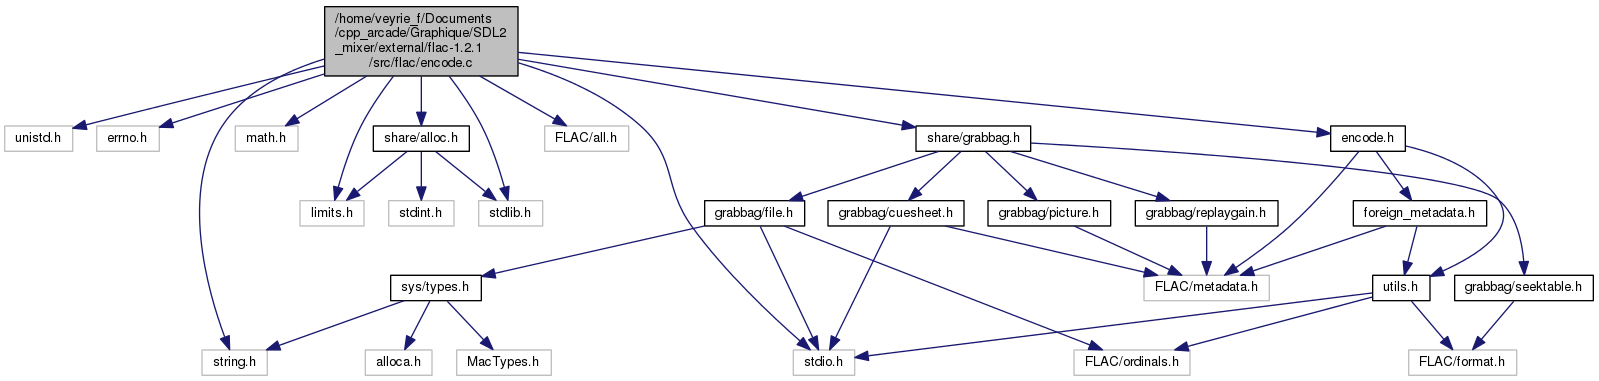 /home/veyrie_f/Documents
/cpp_arcade/Graphique/SDL2
_mixer/external/flac-1.2.1
/src/flac/encode.c
unistd.h
errno.h
math.h
share/alloc.h
FLAC/all.h
share/grabbag.h
encode.h
limits.h
stdint.h
stdlib.h
grabbag/file.h
grabbag/cuesheet.h
grabbag/picture.h
grabbag/replaygain.h
foreign_metadata.h
sys/types.h
FLAC/metadata.h
utils.h
grabbag/seektable.h
string.h
alloca.h
MacTypes.h
stdio.h
FLAC/ordinals.h
FLAC/format.h